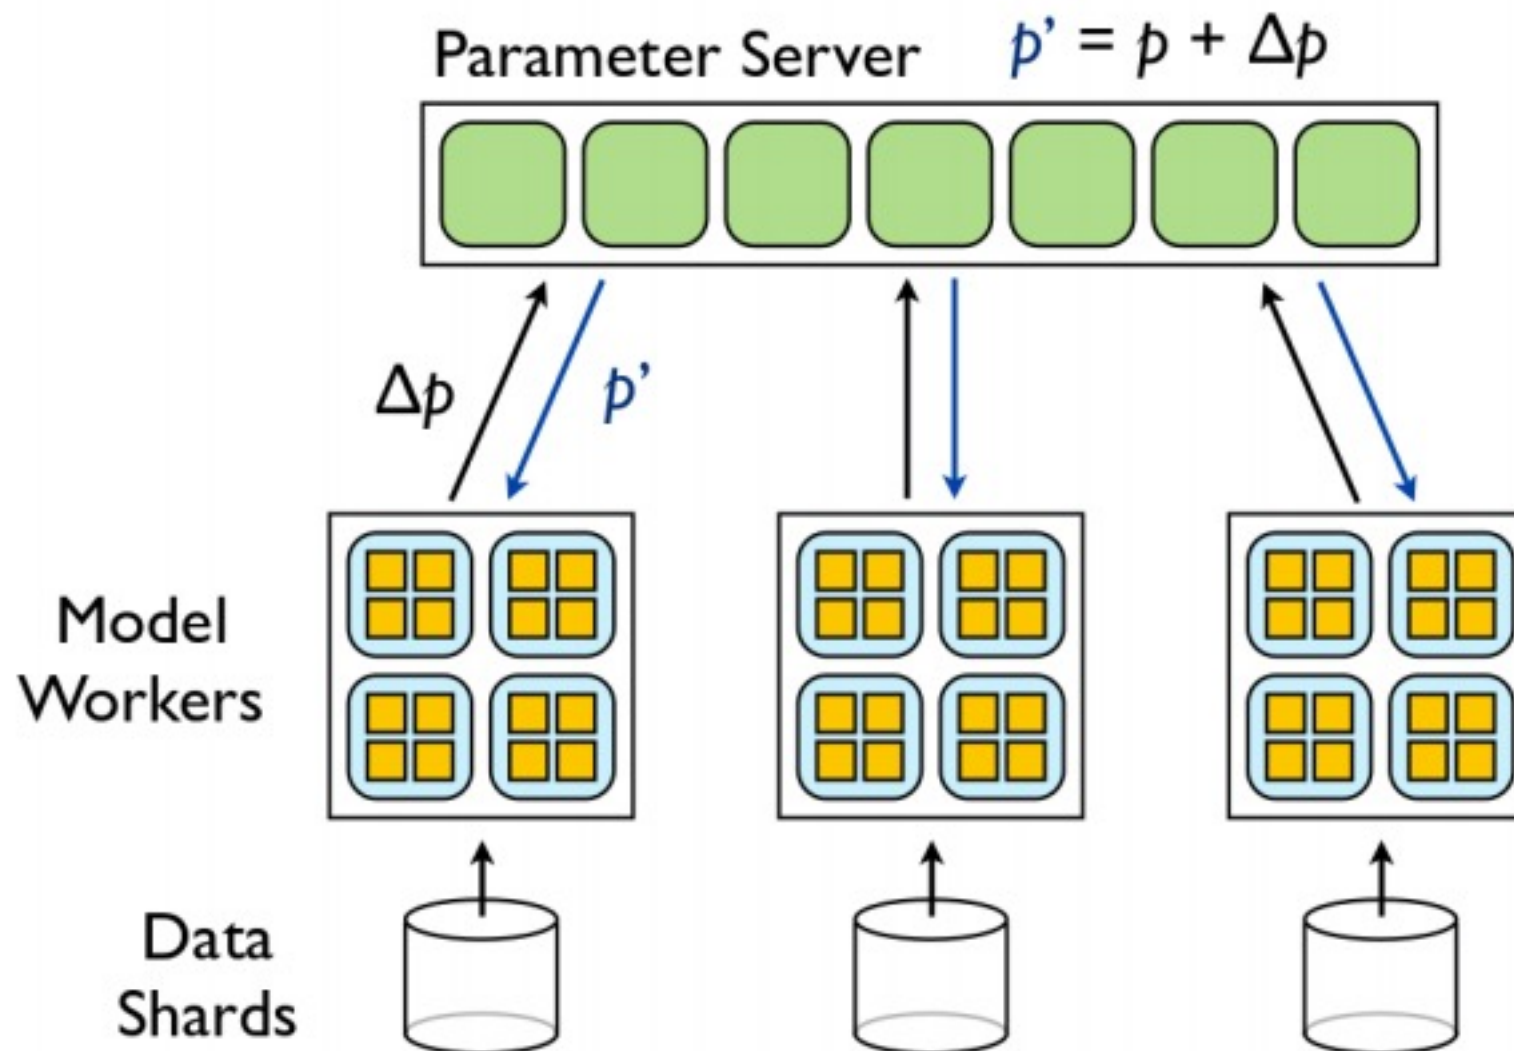 Parameter Server
p’ = p + Δp
Δp
p’
Model
Workers
Data
Shards